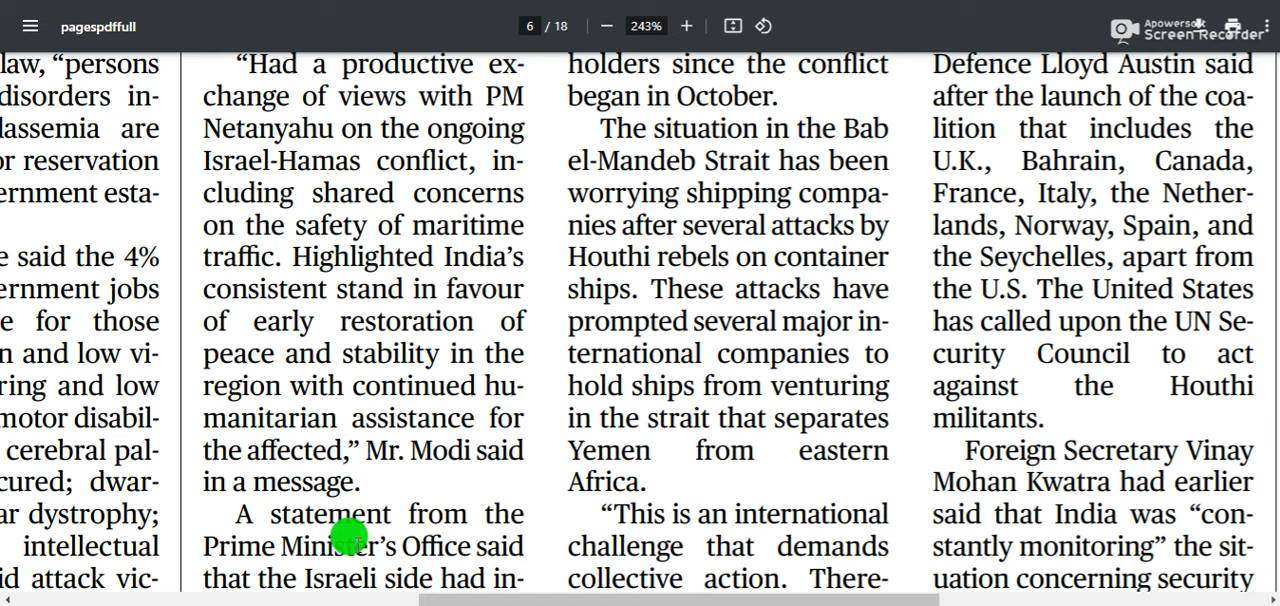 pagespdffull
6 / 18
243%
Apowersoft
Screen Recorder
law, “persons
disorders in-
lassemia are
or reservation
ernment esta-
e said the 4%
ernment jobs
e for those
n and low vi-
ring and low
motor disabil-
cerebral pal-
cured; dwar-
ar dystrophy;
intellectual
id attack vic-
“Had a productive ex-
change of views with PM
Netanyahu on the ongoing
Israel-Hamas conflict, in-
cluding shared concerns
on the safety of maritime
traffic. Highlighted India’s
consistent stand in favour
of early restoration of
peace and stability in the
region with continued hu-
manitarian assistance for
the affected,” Mr. Modi said
in a message.
A statement from the
Prime Minister’s Office said
that the Israeli side had in-
holders since the conflict
began in October.
The situation in the Bab
el-Mandeb Strait has been
worrying shipping compa-
nies after several attacks by
Houthi rebels on container
ships. These attacks have
prompted several major in-
ternational companies to
hold ships from venturing
in the strait that separates
Yemen from eastern
Africa.
“This is an international
challenge that demands
collective action. There-
Defence Lloyd Austin said
after the launch of the coa-
lition that includes the
U.K., Bahrain, Canada,
France, Italy, the Nether-
lands, Norway, Spain, and
the Seychelles, apart from
the U.S. The United States
has called upon the UN Se-
curity Council to act
against the Houthi
militants.
Foreign Secretary Vinay
Mohan Kwatra had earlier
said that India was “con-
stantly monitoring” the sit-
uation concerning security